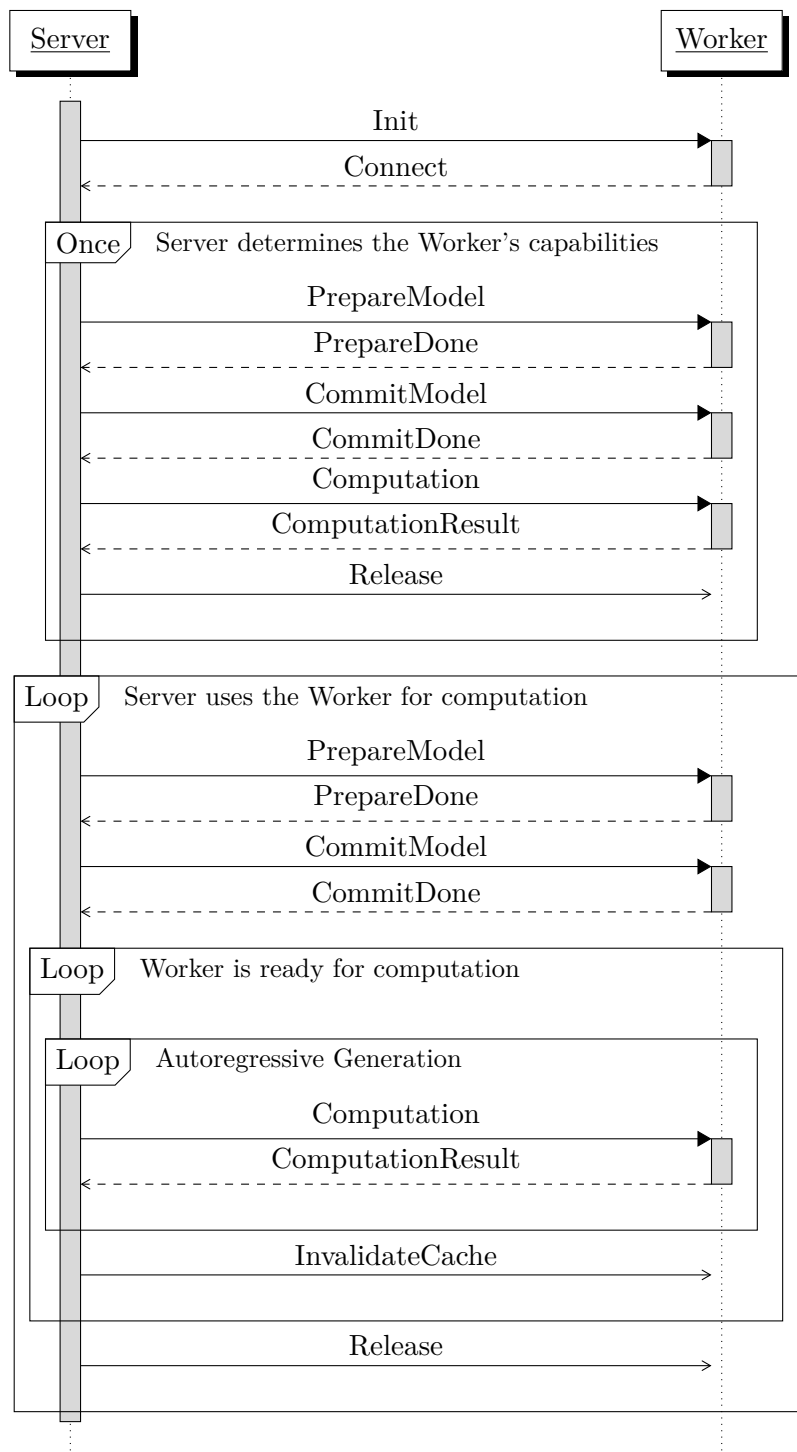 Server
Worker
Init
Connect
Once
Server determines the Worker's capabilities
PrepareModel
PrepareDone
CommitModel
CommitDone
Computation
ComputationResult
Release
Loop
Server uses the Worker for computation
PrepareModel
PrepareDone
CommitModel
CommitDone
Loop
Worker is ready for computation
Loop
Autoregressive Generation
Computation
ComputationResult
InvalidateCache
Release